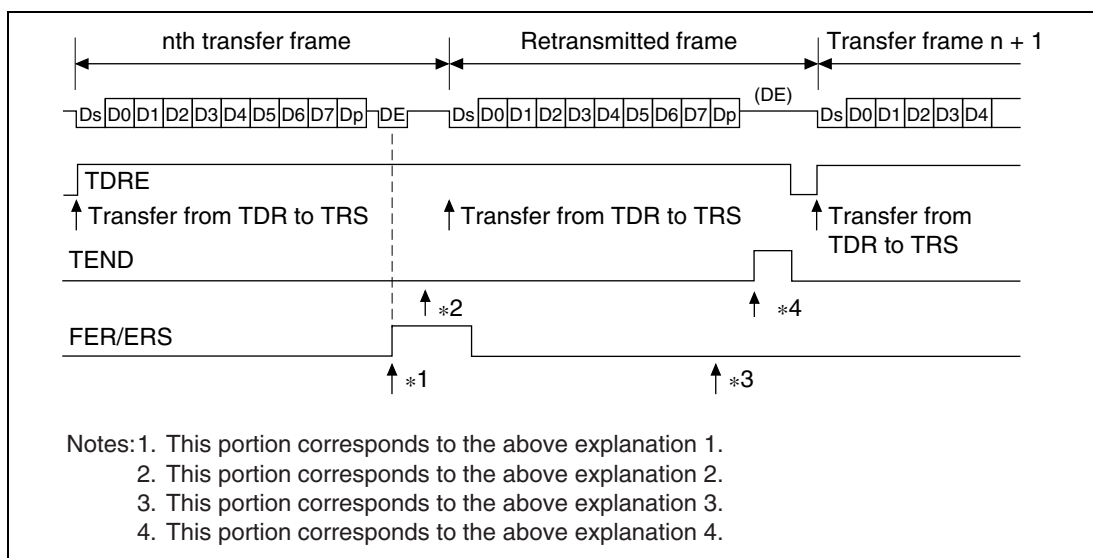 nth transfer frame Retransmitted frame Transfer frame n + 1
(DE)
Ds D0 D1 D2 D3 D4 D5 D6 D7 Dp DE Ds D0 D1 D2 D3 D4 D5 D6 D7 Dp Ds D0 D1 D2 D3 D4
TDRE
Transfer from TDR to TRS Transfer from TDR to TRS Transfer from
TDR to TRS
TEND
*2 *4
FER/ERS
*1 *3
Notes: 1. This portion corresponds to the above explanation 1.
2. This portion corresponds to the above explanation 2.
3. This portion corresponds to the above explanation 3.
4. This portion corresponds to the above explanation 4.